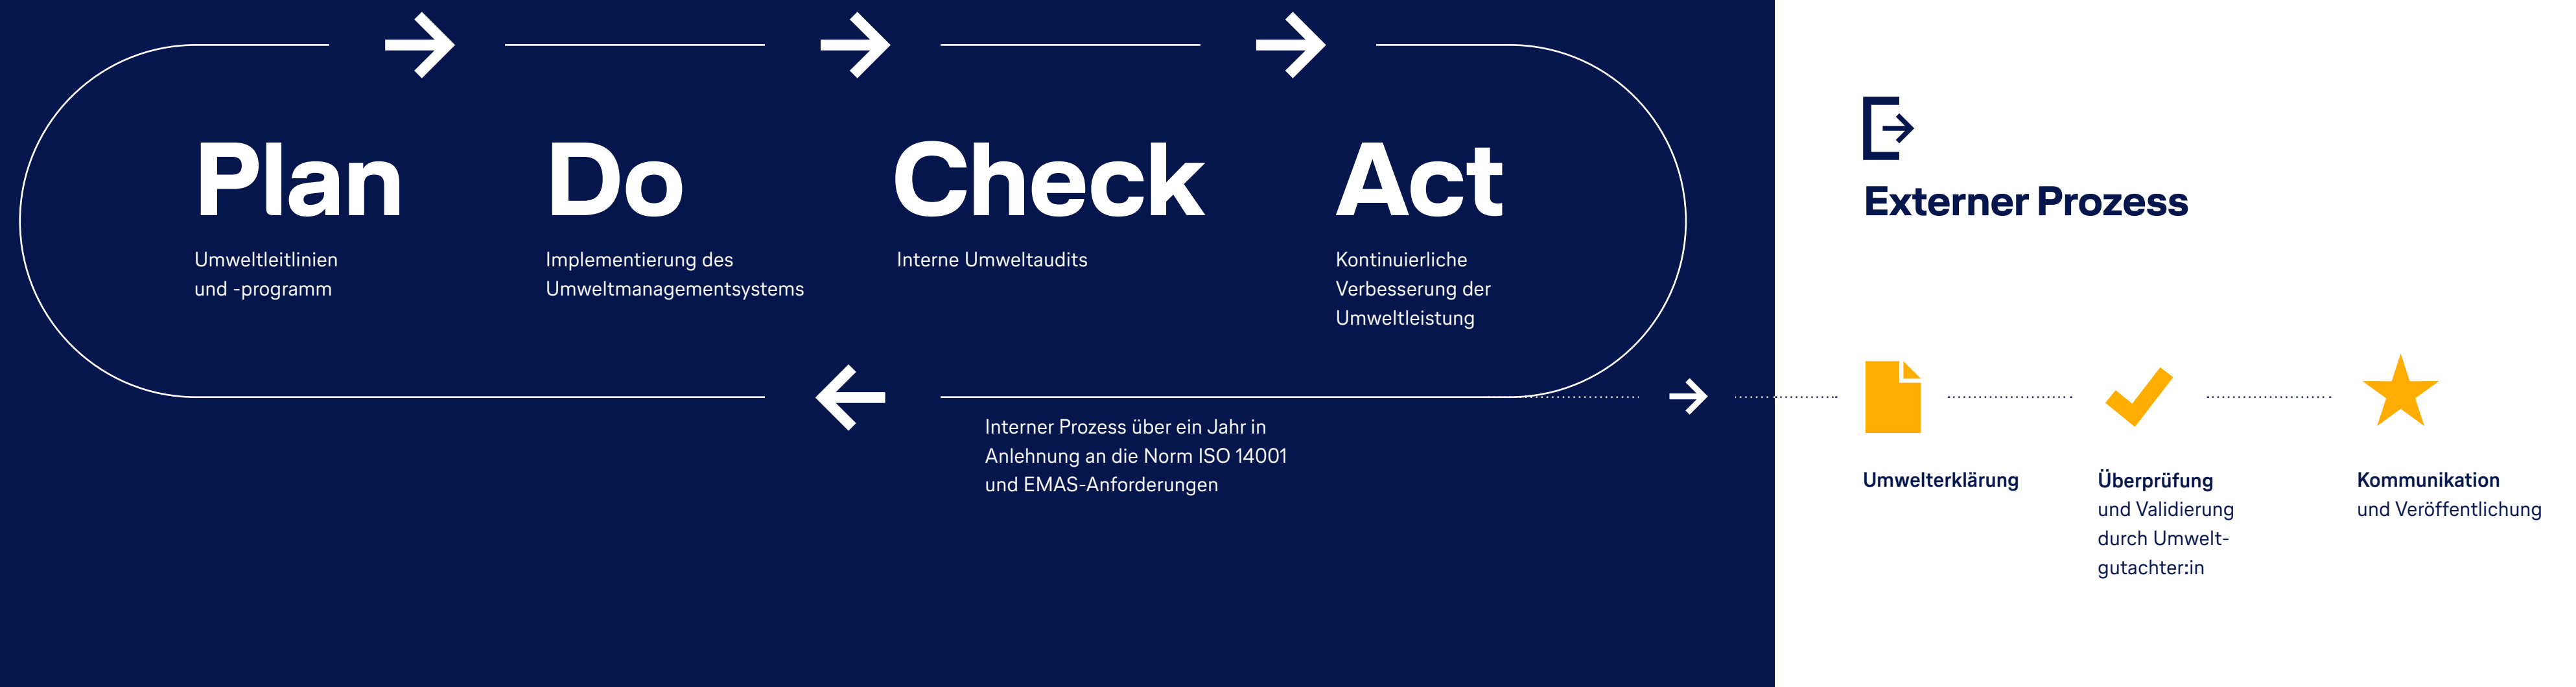 Plan
Umweltleitlinien
und -programm
Do
Implementierung des
Umweltmanagementsystems
Check
Interne Umweltaudits
Act
Kontinuierliche
Verbesserung der
Umweltleistung
Interner Prozess über ein Jahr in
Anlehnung an die Norm ISO 14001
und EMAS-Anforderungen
Externer Prozess
Umwelterklärung
Überprüfung
und Validierung
durch Umwelt-
gutachter:in
Kommunikation
und Veröffentlichung